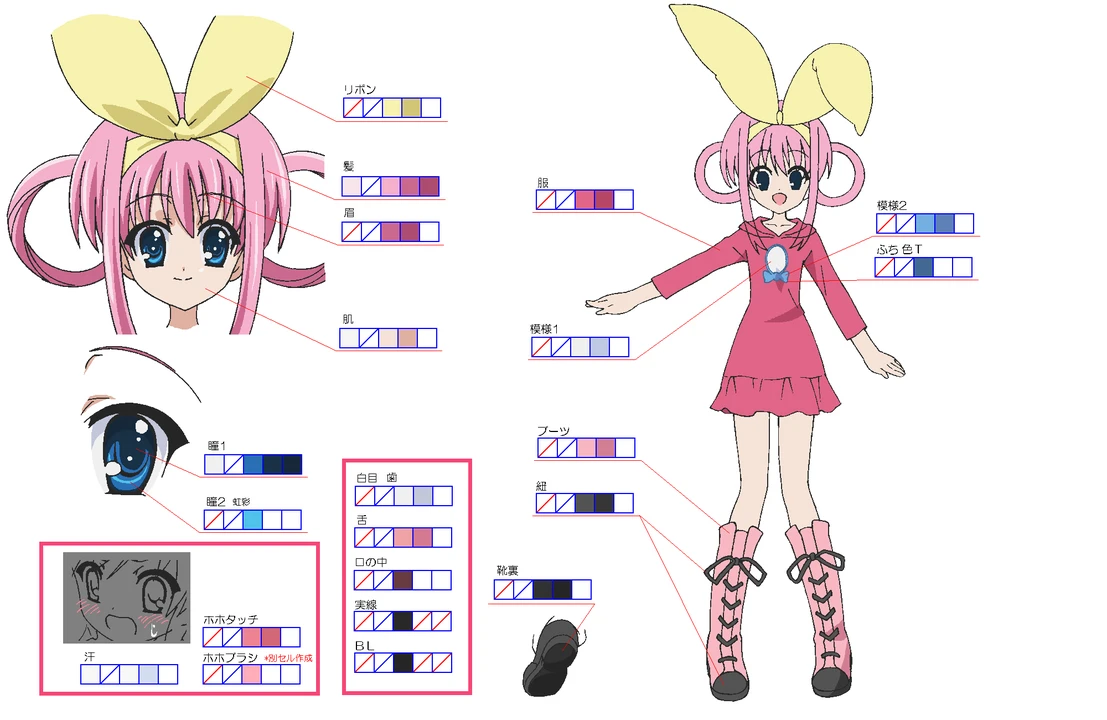 リボン
髪
眉
肌
瞳1
瞳2 虹彩
ホホタッチ
ホホブラシ *別セル作成
汗
白目 歯
舌
口の中
実線
BL
服
模様2
ふち色T
模様1
ブーツ
紐
靴裏